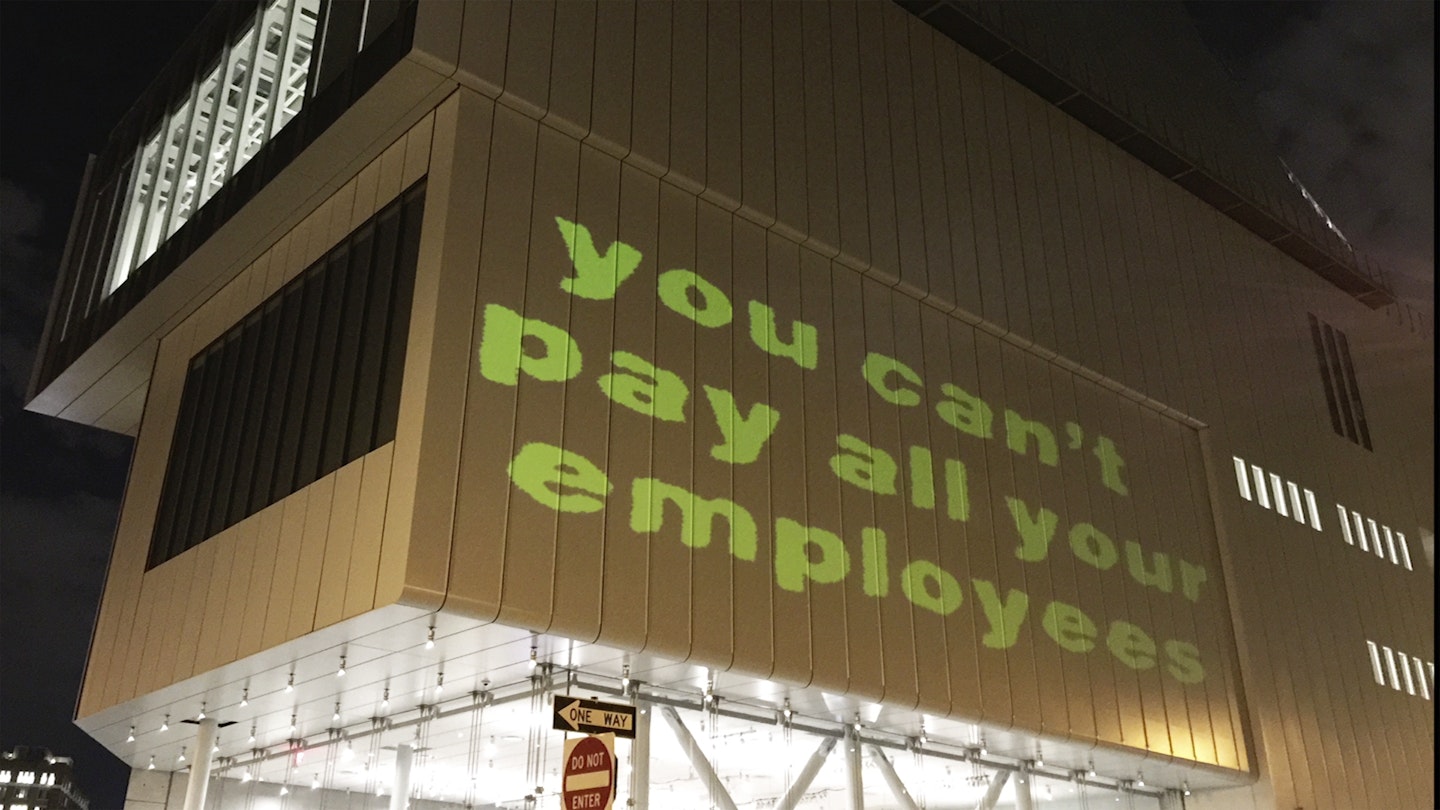 you can't
pay all your
employees
ONE WAY
DO NOT
ENTER